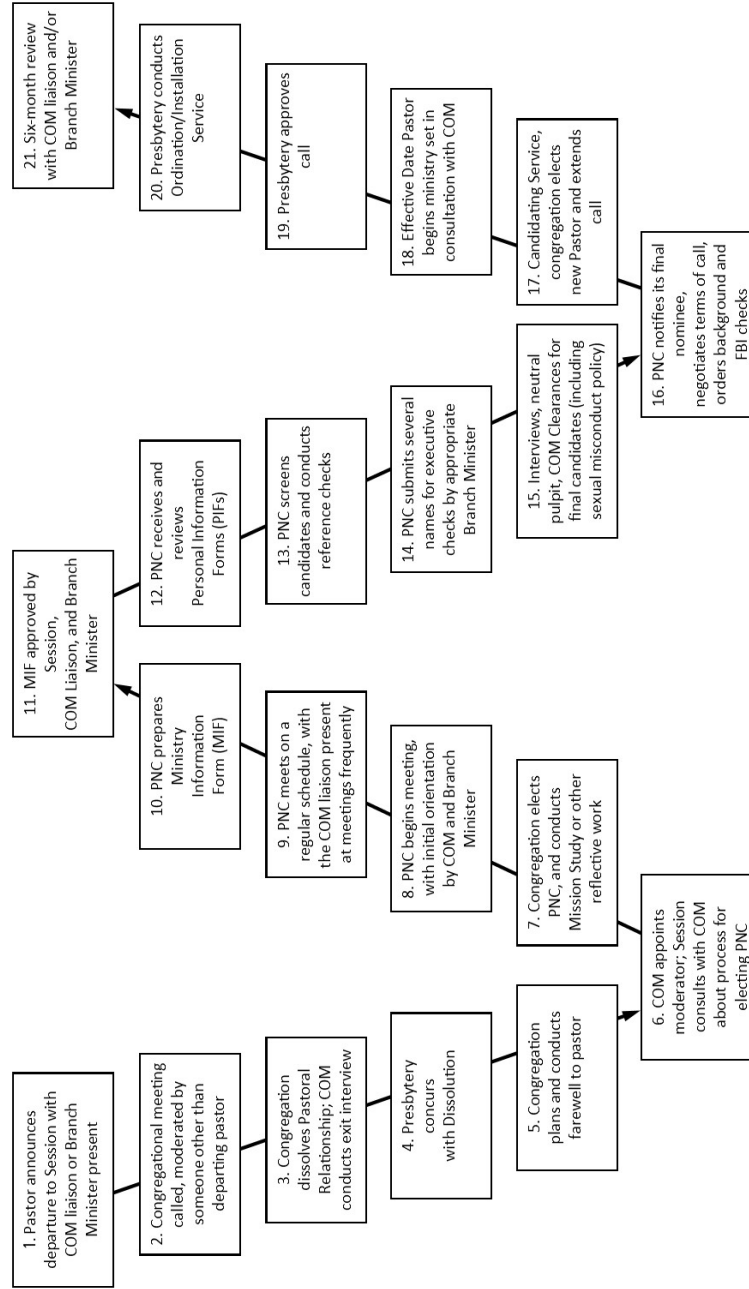 1. Pastor announces
departure to Session with
COM liaison or Branch
Minister present
2. Congregational meeting
called, moderated by
someone other than
departing pastor
3. Congregation
dissolves Pastoral
Relationship; COM
conducts exit interview
4. Presbytery
concurs
with Dissolution
5. Congregation
plans and conducts
farewell to pastor
6. COM appoints
moderator; Session
consults with COM
about process for
electing PNC
7. Congregation elects
PNC, and conducts
Mission Study or other
reflective work
8. PNC begins meeting,
with initial orientation
by COM and Branch
Minister
9. PNC meets on a
regular schedule, with
the COM liaison present
at meetings frequently
10. PNC prepares
Ministry
Information
Form (MIF)
11. MIF approved by
Session,
COM Liaison, and Branch
Minister
12. PNC receives and
reviews
Personal Information
Forms (PIFs)
13. PNC screens
candidates and conducts
reference checks
14. PNC submits several
names for executive
checks by appropriate
Branch Minister
15. Interviews, neutral
pulpit, COM Clearances for
final candidates (including
sexual misconduct policy)
16. PNC notifies its final
nominee,
negotiates terms of call,
orders background and
FBI checks
17. Candidating Service,
congregation elects
new Pastor and extends
call
18. Effective Date Pastor
begins ministry set in
consultation with COM
19. Presbytery approves
call
20. Presbytery conducts
Ordination/Installation
Service
21. Six-month review
with COM liaison and/or
Branch Minister